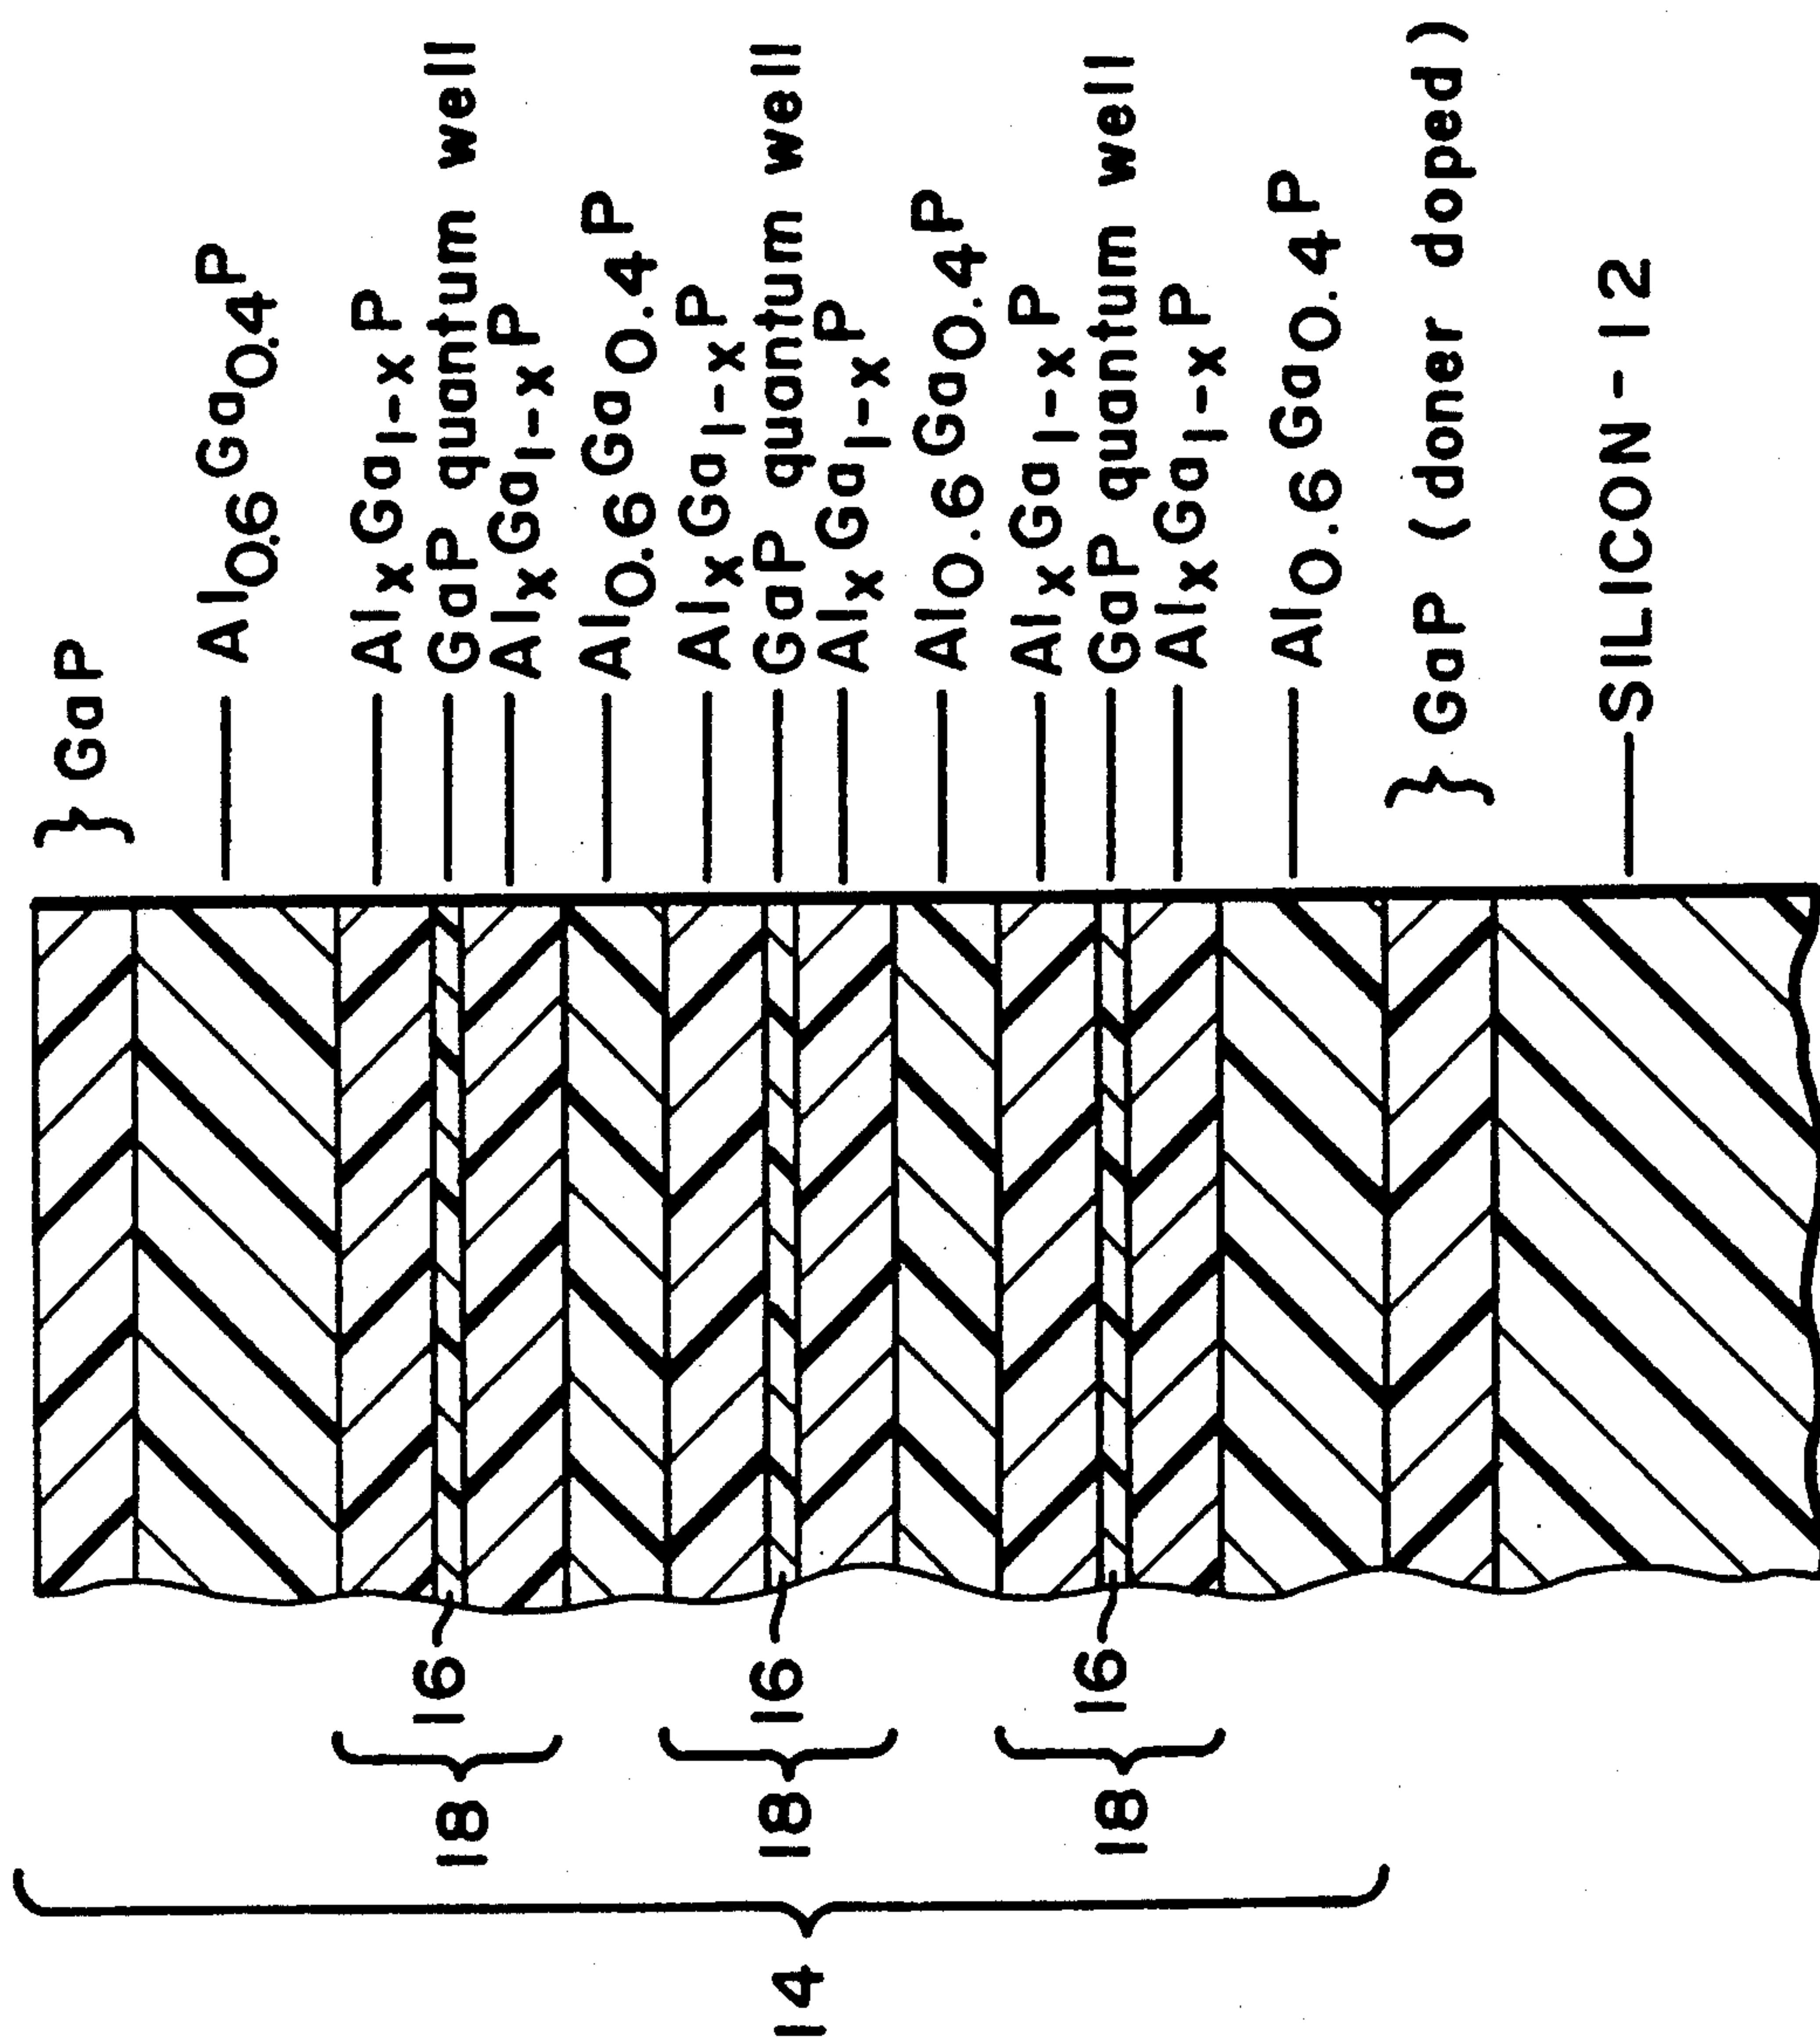 GaP
Al0.6Ga0.4P
AlxGa1-xP
GaP quantum well
AlxGa1-xP
Al0.6Ga0.4P
AlxGa1-xP
GaP quantum well
AlxGa1-xP
Al0.6Ga0.4P
AlxGa1-xP
GaP quantum well
AlxGa1-xP
Al0.6Ga0.4P
GaP (doner doped)
SILICON-12
14
18
16
18
16
18
16